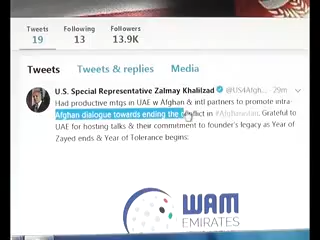 Tweets Following Followers
19 13 13.9K
Tweets Tweets & replies Media
U.S. Special Representative Zalmay Khalilzad @US4Afgh... 29m
Had productive mtgs in UAE w Afghan & intl partners to promote intra-
Afghan dialogue towards ending the conflict in #Afghanistan. Grateful to
UAE for hosting talks & their commitment to founder's legacy as Year of
Zayed ends & Year of Tolerance begins:
WAM
EMIRATES